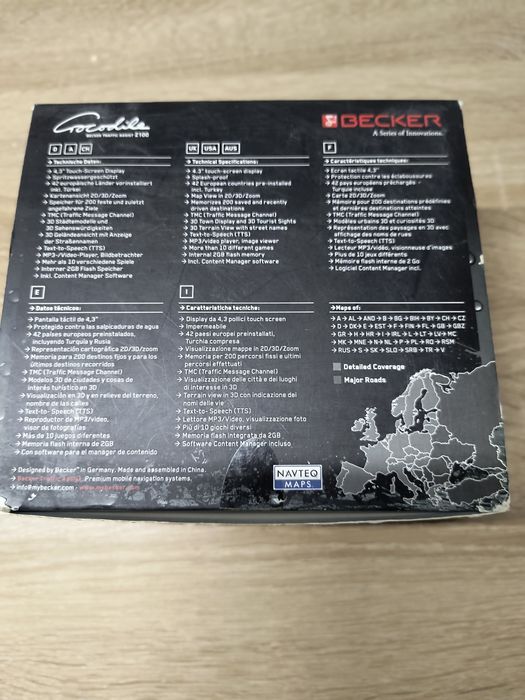 Crocodile
BECKER TRAFFIC ASSIST Z100
BECKER
A Series of Innovations.
D A CH
→ Technische Daten:
→ 4,3" Touch-Screen Display
→ Spritzwassergeschützt
→ 42 europäische Länder vorinstalliert
inkl. Türkei
→ Kartenansicht 2D/3D/Zoom
→ Speicher für 200 feste und zuletzt
angefahrene Ziele
→ TMC (Traffic Message Channel)
→ 3D Städtemodelle und
3D Sehenswürdigkeiten
→ 3D Geländeansicht mit Anzeige
der Straßennamen
→ Text-to-Speech (TTS)
→ MP3-/Video-Player, Bildbetrachter
→ Mehr als 10 verschiedene Spiele
→ Interner 2GB Flash Speicher
→ Inkl. Content Manager Software
UK USA AUS
→ Technical Specifications:
→ 4.3" touch-screen display
→ Splash-proof
→ 42 European countries pre-installed
incl. Turkey
→ Map View in 2D/3D/Zoom
→ Memorizes 200 saved and recently
driven destinations
→ TMC (Traffic Message Channel)
→ 3D Town Display and 3D Tourist Sights
→ 3D Terrain View with street names
→ Text-to-Speech (TTS)
→ MP3/video player, image viewer
→ More than 10 different games
→ Internal 2GB flash memory
→ Incl. Content Manager software
F
→ Caractéristiques techniques:
→ Ecran tactile 4,3"
→ Protection contre les éclaboussures
→ 42 pays européens préchargés -
Turquie incluse
→ Carte 2D/3D/Zoom
→ Mémoire pour 200 destinations prédéfinies
et dernières destinations atteintes
→ TMC (Traffic Message Channel)
→ Modèles urbains 3D et curiosités 3D
→ Représentation des paysages en 3D avec
affichage des noms de rues
→ Text-to-Speech (TTS)
→ Lecteur MP3/vidéo, visionneuse d'images
→ Plus de 10 jeux différents
→ Mémoire flash interne de 2 Go
→ Logiciel Content Manager incl.
E
→ Datos técnicos:
→ Pantalla táctil de 4,3"
→ Protegido contra las salpicaduras de agua
→ 42 países europeos preinstalados,
incluyendo Turquía y Rusia
→ Representación cartográfica 2D/3D/zoom
→ Memoria para 200 destinos fijos y para los
últimos destinos recorridos
→ TMC (Traffic Message Channel)
→ Modelos 3D de ciudades y cosas de
interés turístico en 3D
→ Visualización en 3D y en relieve del terreno,
nombre de las calles
→ Text-to- Speech (TTS)
→ Reproductor de MP3/video,
visor de fotografías
→ Más de 10 juegos diferentes
→ Memoria flash interna de 2GB
→ Con software para el manager de contenido
I
→ Caratteristiche tecniche:
→ Display da 4,3 pollici touch screen
→ Impermeabile
→ 42 paesi europei preinstallati,
Turchia compresa
→ Visualizzazione mappe in 2D/3D/Zoom
→ Memoria per 200 percorsi fissi e ultimi
percorsi effettuati
→ TMC (Traffic Message Channel)
→ Visualizzazione delle città e dei luoghi
di interesse in 3D
→ Terrain view in 3D con indicazione dei
nomi delle vie
→ Text-to- Speech (TTS)
→ Lettore MP3/Video; visualizzazione foto
→ Più di 10 giochi diversi
→ Memoria flash integrata da 2GB
→ Software Content Manager incluso
→ Maps of:
→ A → AL → AND → B → BG → BIH → BY → CH → CZ
→ D → DK → E → EST → F → FIN → FL → GB → GBZ
→ GR → H → HR → I → IRL → L → LT → LV → MC
→ MK → MNE → N → NL → P → PL → RO → RSM
→ RUS → S → SK → SLO → SRB → TR → V
Detailed Coverage
Major Roads
→ Designed by Becker in Germany. Made and assembled in China.
→ Becker Traffic Assist. Premium mobile navigation systems.
→ info@mybecker.com → www.mybecker.com
NAVTEQ
MAPS